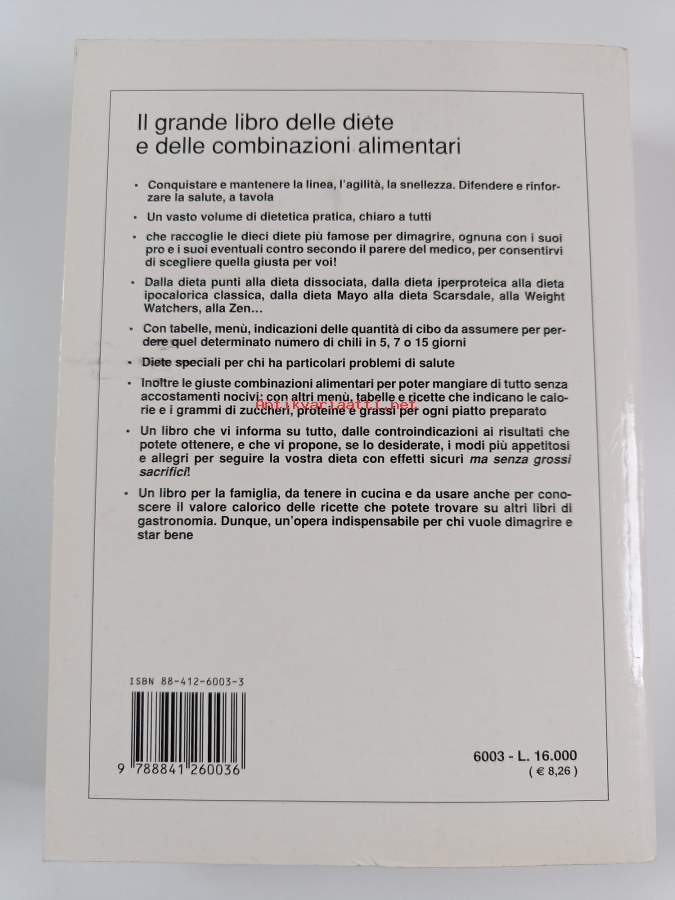 Il grande libro delle diete
e delle combinazioni alimentari
• Conquistare e mantenere la linea, l'agilità, la snellezza. Difendere e rinfor-
zare la salute, a tavola
• Un vasto volume di dietetica pratica, chiaro a tutti
• che raccoglie le dieci diete più famose per dimagrire, ognuna con i suoi
pro e i suoi eventuali contro secondo il parere del medico, per consentirvi
di scegliere quella giusta per voi!
• Dalla dieta punti alla dieta dissociata, dalla dieta iperproteica alla dieta
ipocalorica classica, dalla dieta Mayo alla dieta Scarsdale, alla Weight
Watchers, alla Zen...
• Con tabelle, menù, indicazioni delle quantità di cibo da assumere per per-
dere quel determinato numero di chili in 5, 7 o 15 giorni
• Diete speciali per chi ha particolari problemi di salute
• Inoltre le giuste combinazioni alimentari per poter mangiare di tutto senza
accostamenti nocivi: con altri menù, tabelle e ricette che indicano le calo-
rie e i grammi di zuccheri, proteine e grassi per ogni piatto preparato
Antikvariaatti.net
• Un libro che vi informa su tutto, dalle controindicazioni ai risultati che
potete ottenere, e che vi propone, se lo desiderate, i modi più appetitosi
e allegri per seguire la vostra dieta con effetti sicuri ma senza grossi
sacrifici!
• Un libro per la famiglia, da tenere in cucina e da usare anche per cono-
scere il valore calorico delle ricette che potete trovare su altri libri di
gastronomia. Dunque, un'opera indispensabile per chi vuole dimagrire e
star bene
ISBN 88-412-6003-3
9 788841 260036
6003 - L. 16.000
( € 8,26 )